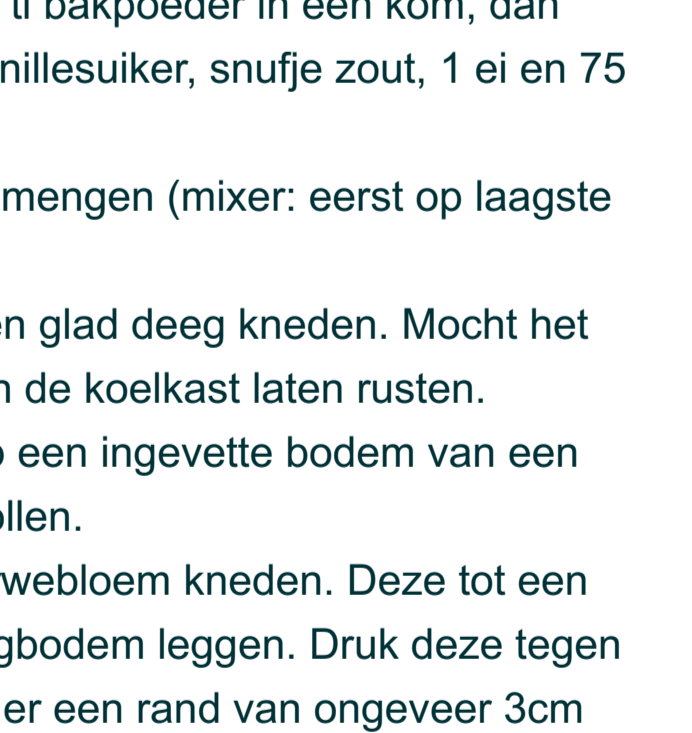 tl bakpoeder in een kom, dan
nillesuiker, snufje zout, 1 ei en 75
mengen (mixer: eerst op laagste
en glad deeg kneden. Mocht het
de koelkast laten rusten.
een ingevette bodem van een
ollen.
webloem kneden. Deze tot een
gbodem leggen. Druk deze tegen
er een rand van ongeveer 3cm